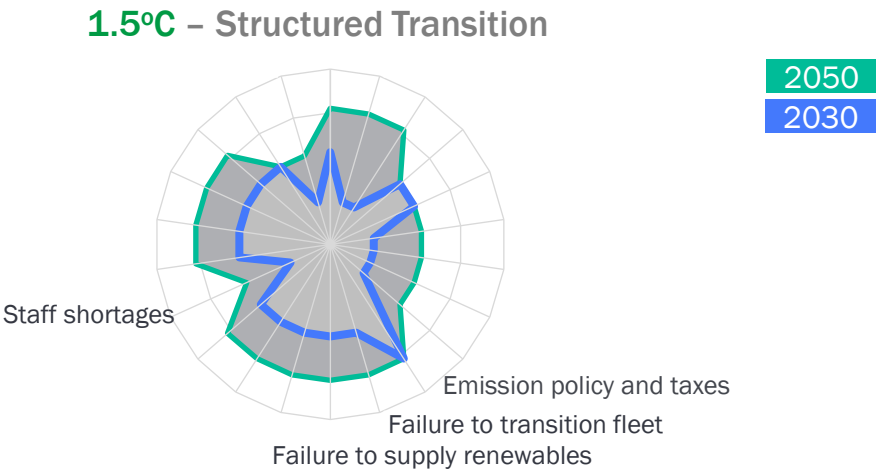 1.5ºC – Structured Transition
2050
2030
Staff shortages
Emission policy and taxes
Failure to transition fleet
Failure to supply renewables